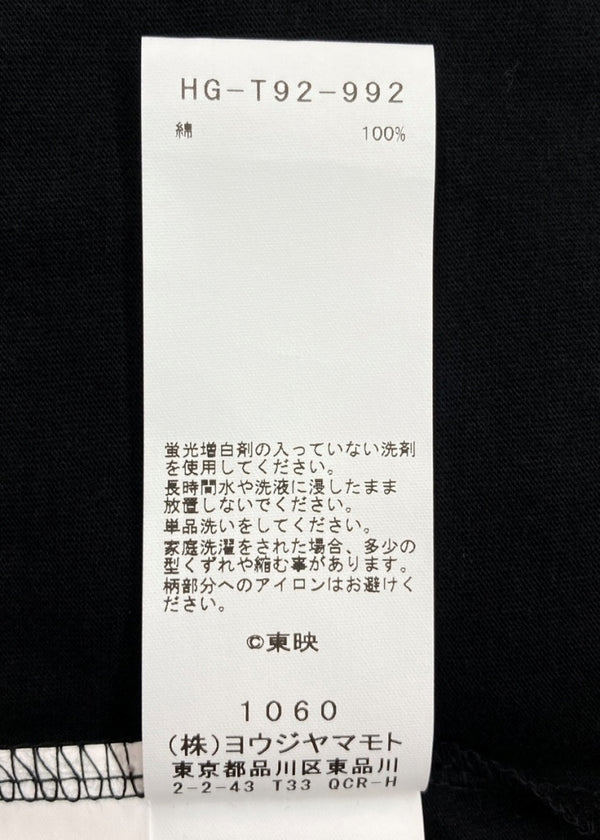 HG-T92-992
綿 100%
蛍光増白剤の入っていない洗剤
を使用してください。
長時間水や洗液に浸したまま
放置しないでください。
単品洗いをしてください。
家庭洗濯をされた場合、多少の
型くずれや縮む事があります。
柄部分へのアイロンはお避けく
ださい。
©東映
1060
(株)ヨウジヤマモト
東京都品川区東品川
2-2-43 T33 QCR-H